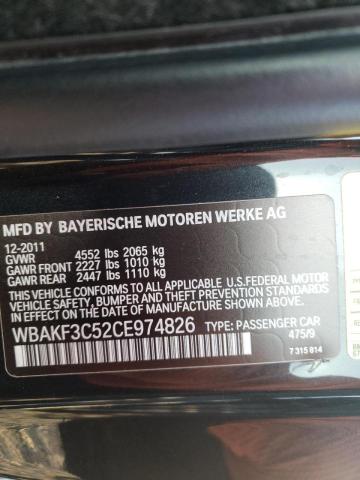 MFD BY BAYERISCHE MOTOREN WERKE AG
12-2011
GVWR 4552 lbs 2065 kg
GAWR FRONT 2227 lbs 1010 kg
GAWR REAR 2447 lbs 1110 kg
THIS VEHICLE CONFORMS TO ALL APPLICABLE U.S. FEDERAL MOTOR
VEHICLE SAFETY, BUMPER AND THEFT PREVENTION STANDARDS
IN EFFECT ON THE DATE OF MANUFACTURE SHOWN ABOVE.
WBAKF3C52CE974826 TYPE: PASSENGER CAR
475/9
7 315 814